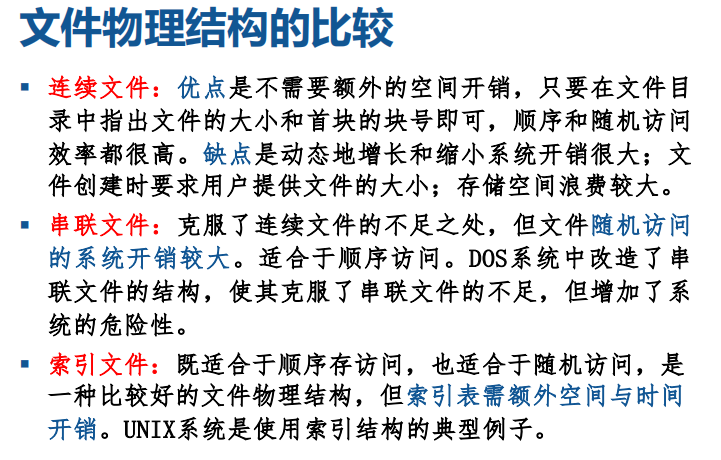 文件物理结构的比较
▪ 连续文件：优点是不需要额外的空间开销，只要在文件目
录中指出文件的大小和首块的块号即可，顺序和随机访问
效率都很高。缺点是动态地增长和缩小系统开销很大；文
件创建时要求用户提供文件的大小；存储空间浪费较大。
▪ 串联文件：克服了连续文件的不足之处，但文件随机访问
的系统开销较大。适合于顺序访问。DOS系统中改造了串
联文件的结构，使其克服了串联文件的不足，但增加了系
统的危险性。
▪ 索引文件：既适合于顺序存访问，也适合于随机访问，是
一种比较好的文件物理结构，但索引表需额外空间与时间
开销。UNIX系统是使用索引结构的典型例子。